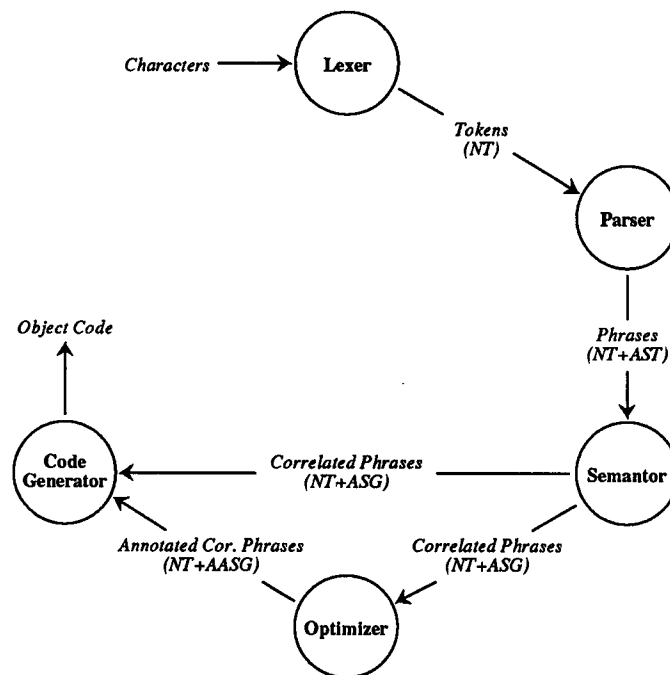 Lexer
Characters
Tokens
(NT)
Parser
Object Code
Phrases
(NT+AST)
Code
Generator
Correlated Phrases
(NT+ASG)
Semantor
Annotated Cor. Phrases
(NT+AASG)
Correlated Phrases
(NT+ASG)
Optimizer